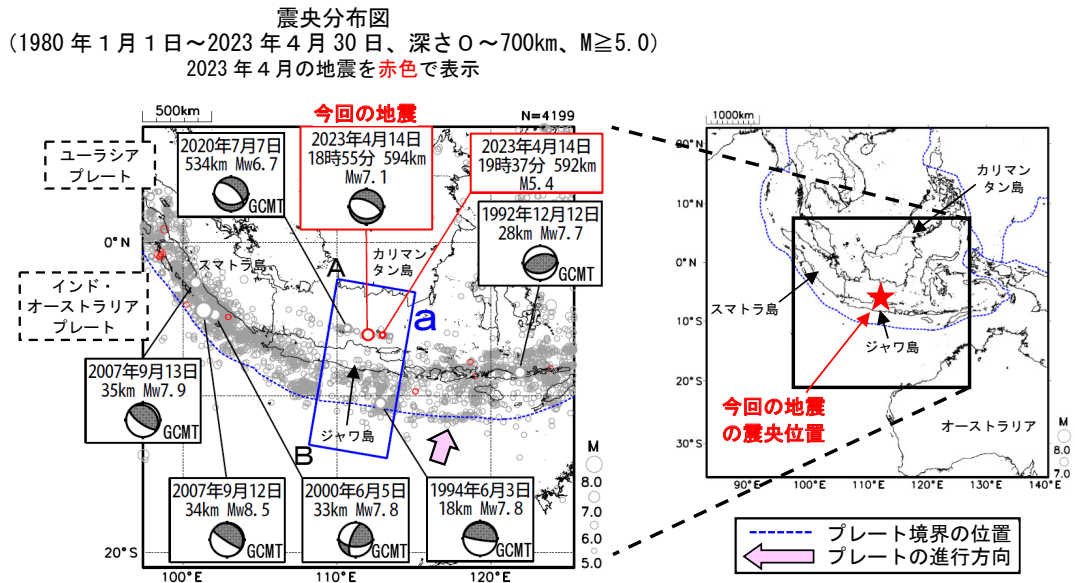 震央分布図
(1980年1月1日～2023年4月30日、深さ0～700km、M≧5.0)
2023年4月の地震を赤色で表示
500km
今回の地震
N=4199
ユーラシア
プレート
2020年7月7日
534km Mw6.7
GCMT
2023年4月14日
18時55分 594km
Mw7.1
2023年4月14日
19時37分 592km
M5.4
1992年12月12日
28km Mw7.7
GCMT
0°N
スマトラ島
カリマン
タン島
A
a
インド・
オーストラリア
プレート
2007年9月13日
35km Mw7.9
GCMT
B
ジャワ島
2007年9月12日
34km Mw8.5
GCMT
2000年6月5日
33km Mw7.8
GCMT
1994年6月3日
18km Mw7.8
GCMT
M
8.0
7.0
6.0
5.0
20°S
100°E
110°E
120°E
1000km
20°N
10°N
0°N
10°S
20°S
30°S
カリマン
タン島
スマトラ島
ジャワ島
今回の地震
の震央位置
オーストラリア
M
8.0
7.0
90°E
100°E
110°E
120°E
130°E
140°E
プレート境界の位置
プレートの進行方向